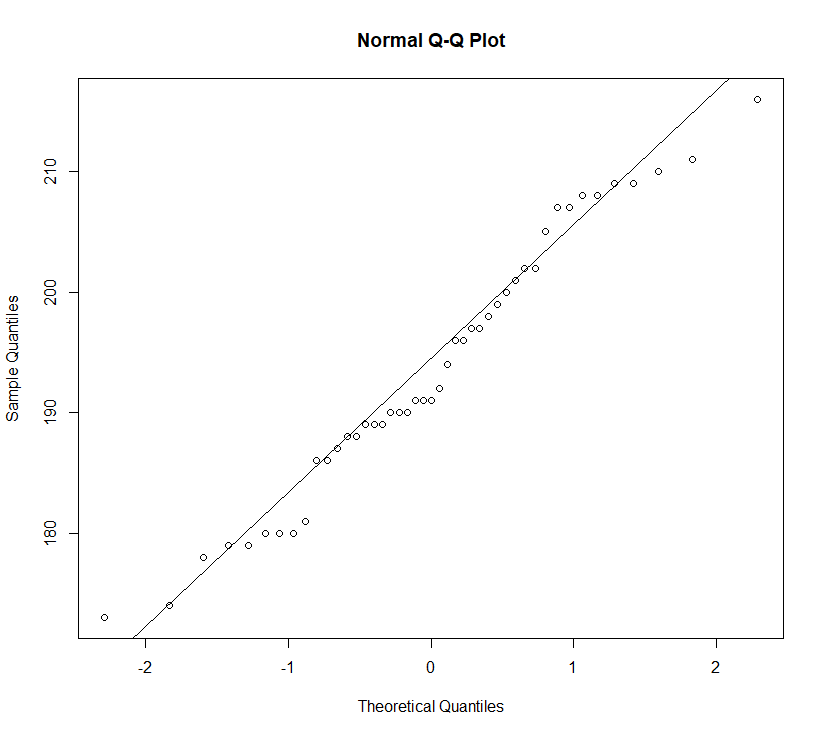 Normal Q-Q Plot
Sample Quantiles
210
200
190
180
-2 -1 0 1 2
Theoretical Quantiles